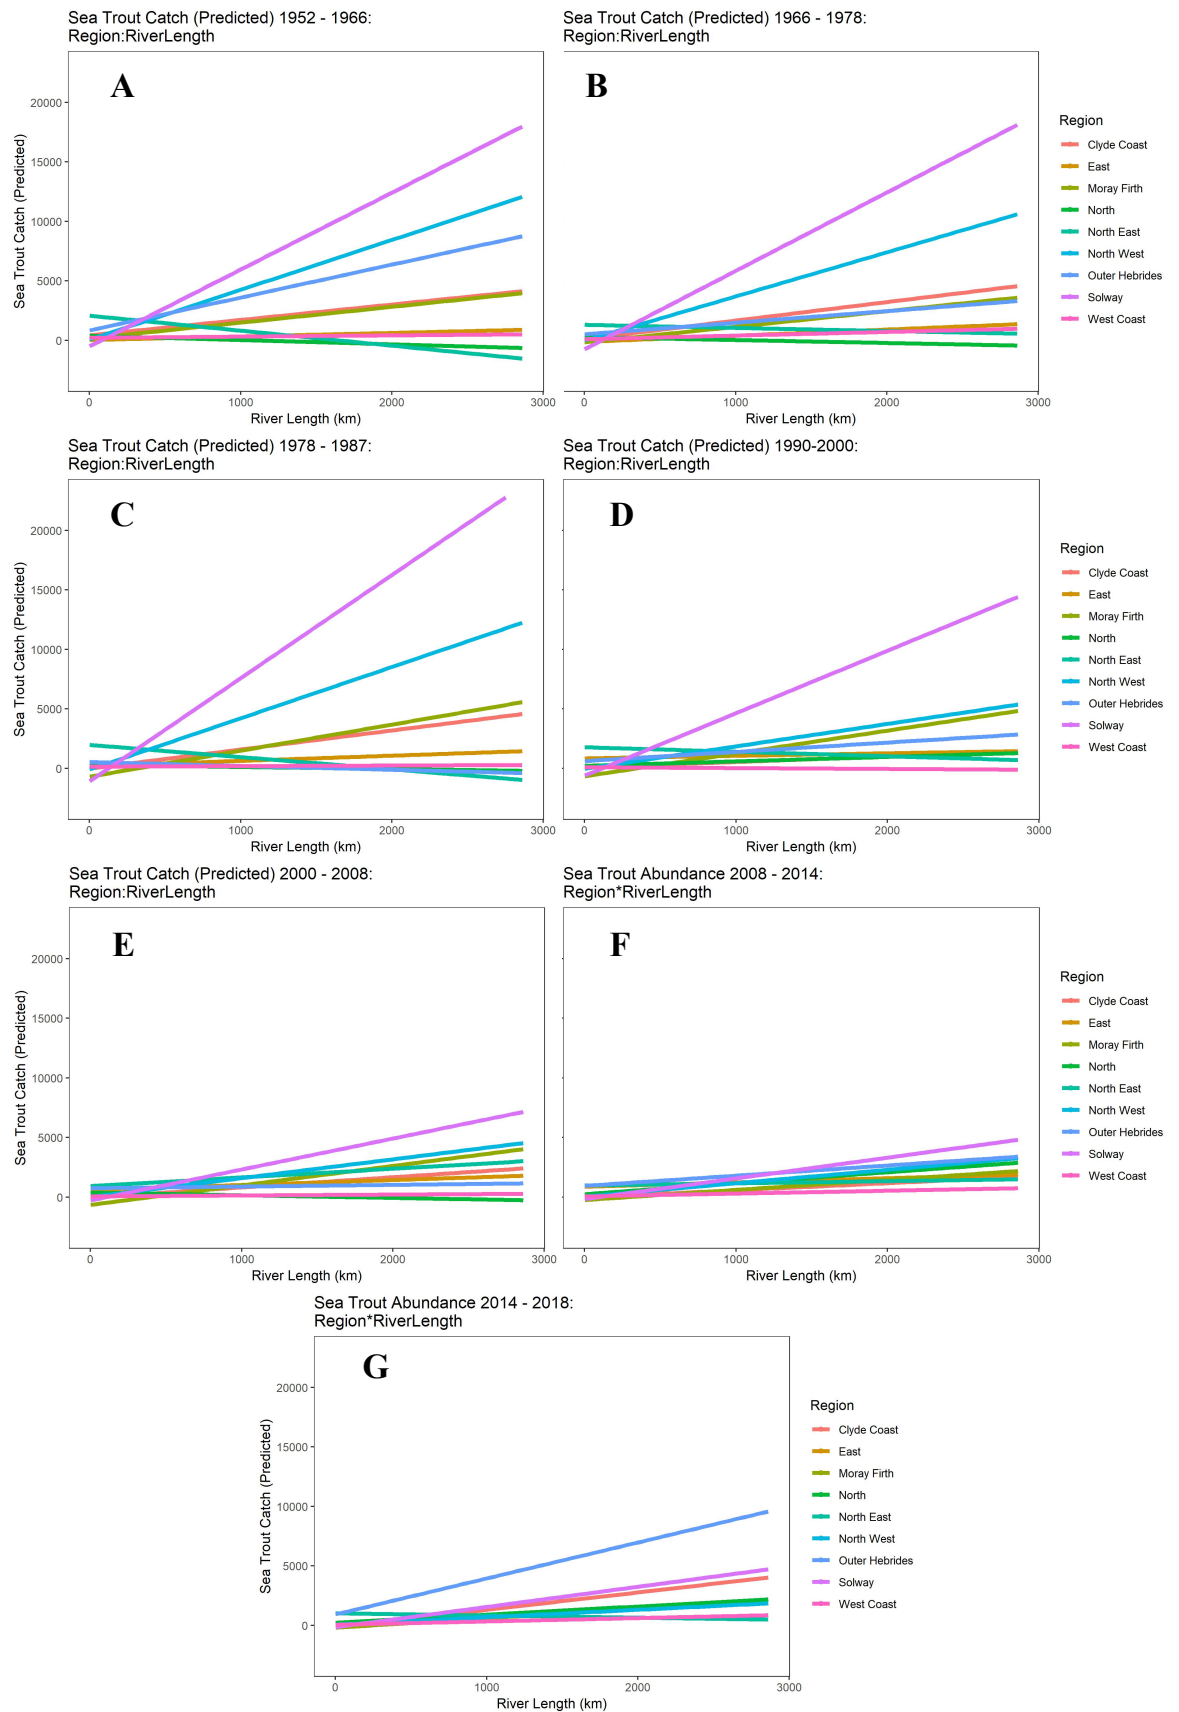 Sea Trout Catch (Predicted) 1952 - 1966:
Region:RiverLength
A
20000
15000
10000
5000
0
Sea Trout Catch (Predicted)
0 1000 2000 3000
River Length (km)
Sea Trout Catch (Predicted) 1966 - 1978:
Region:RiverLength
B
0 1000 2000 3000
River Length (km)
Region
Clyde Coast
East
Moray Firth
North
North East
North West
Outer Hebrides
Solway
West Coast
Sea Trout Catch (Predicted) 1978 - 1987:
Region:RiverLength
C
20000
15000
10000
5000
0
Sea Trout Catch (Predicted)
0 1000 2000 3000
River Length (km)
Sea Trout Catch (Predicted) 1990-2000:
Region:RiverLength
D
0 1000 2000 3000
River Length (km)
Region
Clyde Coast
East
Moray Firth
North
North East
North West
Outer Hebrides
Solway
West Coast
Sea Trout Catch (Predicted) 2000 - 2008:
Region:RiverLength
E
20000
15000
10000
5000
0
Sea Trout Catch (Predicted)
0 1000 2000 3000
River Length (km)
Sea Trout Abundance 2008 - 2014:
Region*RiverLength
F
0 1000 2000 3000
River Length (km)
Region
Clyde Coast
East
Moray Firth
North
North East
North West
Outer Hebrides
Solway
West Coast
Sea Trout Abundance 2014 - 2018:
Region*RiverLength
G
20000
15000
10000
5000
0
Sea Trout Catch (Predicted)
0 1000 2000 3000
River Length (km)
Region
Clyde Coast
East
Moray Firth
North
North East
North West
Outer Hebrides
Solway
West Coast